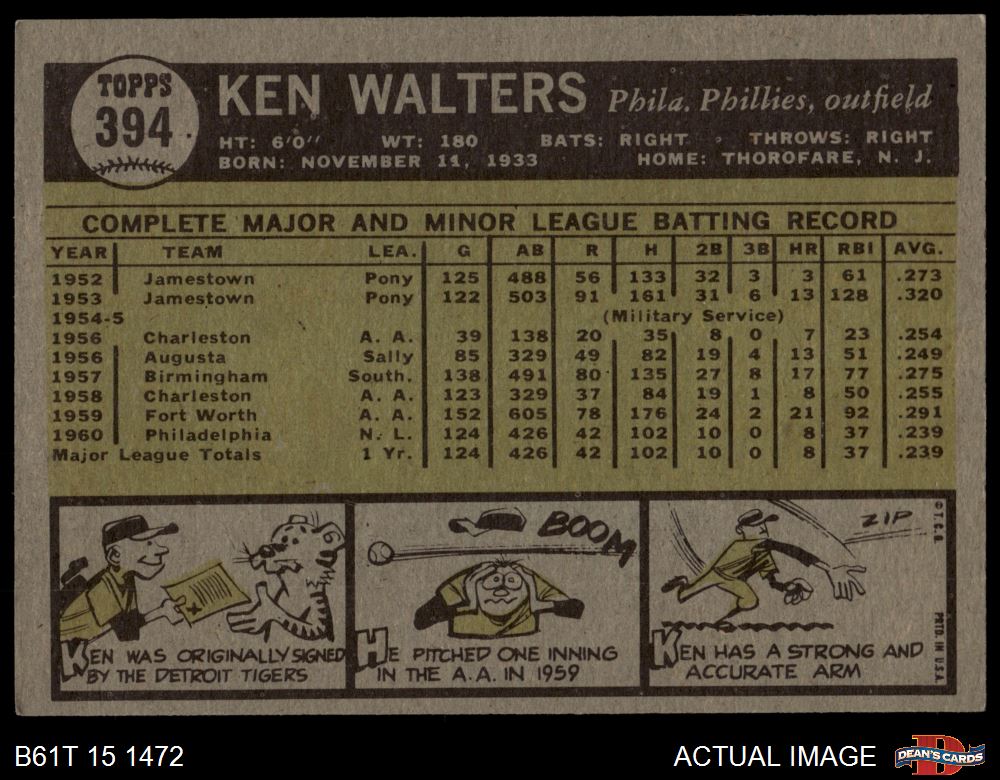 TOPPS
394
KEN WALTERS Phila. Phillies, outfield
HT: 6'0" WT: 180 BATS: RIGHT THROWS: RIGHT
BORN: NOVEMBER 11, 1933 HOME: THOROFARE, N. J.
COMPLETE MAJOR AND MINOR LEAGUE BATTING RECORD
YEAR TEAM LEA. G AB R H 2B 3B HR RBI AVG.
1952 Jamestown Pony 125 488 56 133 32 3 3 61 .273
1953 Jamestown Pony 122 503 91 161 31 6 13 128 .320
1954-5 (Military Service)
1956 Charleston A. A. 39 138 20 35 8 0 7 23 .254
1956 Augusta Sally 85 329 49 82 19 4 13 51 .249
1957 Birmingham South. 138 491 80 135 27 8 17 77 .275
1958 Charleston A. A. 123 329 37 84 19 1 8 50 .255
1959 Fort Worth A. A. 152 605 78 176 24 2 21 92 .291
1960 Philadelphia N. L. 124 426 42 102 10 0 8 37 .239
Major League Totals 1 Yr. 124 426 42 102 10 0 8 37 .239
KEN WAS ORIGINALLY SIGNED
BY THE DETROIT TIGERS
BOOM
HE PITCHED ONE INNING
IN THE A.A. IN 1959
ZIP
KEN HAS A STRONG AND
ACCURATE ARM
© T. C. G.
PRTD. IN U.S.A.
B61T 15 1472
ACTUAL IMAGE
D
DEAN'S CARDS